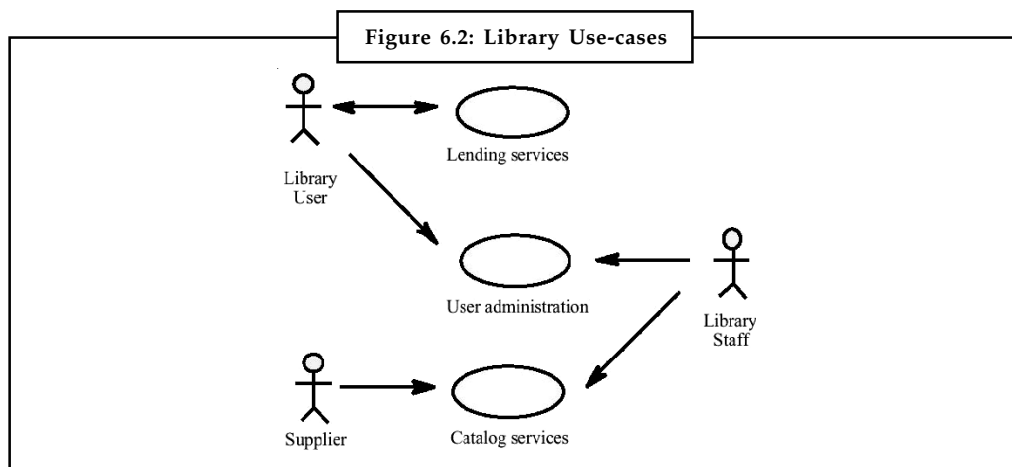 Figure 6.2: Library Use-cases
Lending services
Library
User
User administration
Library
Staff
Supplier
Catalog services